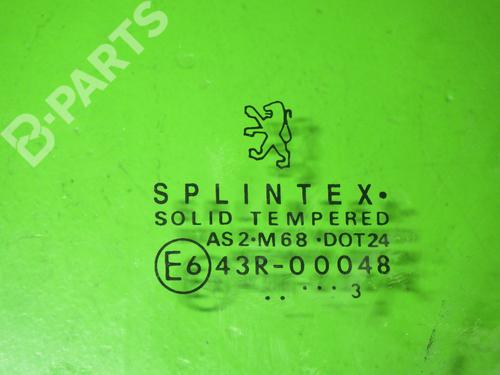 B-PARTS
SPLINTEX•
SOLID TEMPERED
AS2•M68•DOT24
E6 43R-00048
.. ... 3